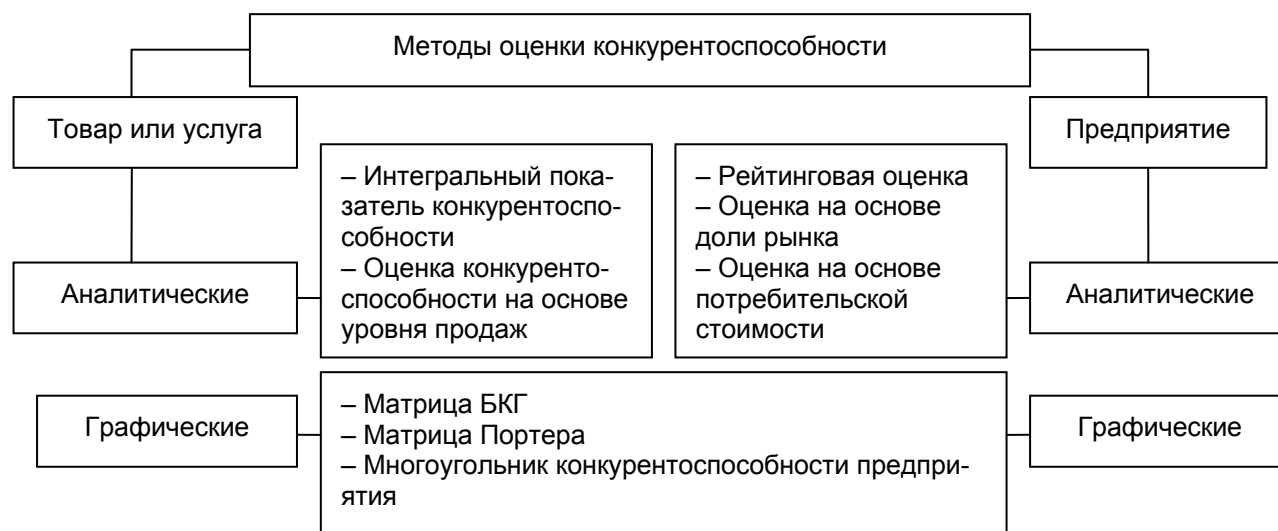 Методы оценки конкурентоспособности
Товар или услуга
Предприятие
– Интегральный пока-
затель конкурентоспо-
собности
– Оценка конкуренто-
способности на основе
уровня продаж
– Рейтинговая оценка
– Оценка на основе
доли рынка
– Оценка на основе
потребительской
стоимости
Аналитические
Аналитические
Графические
– Матрица БКГ
– Матрица Портера
– Многоугольник конкурентоспособности предпри-
ятия
Графические